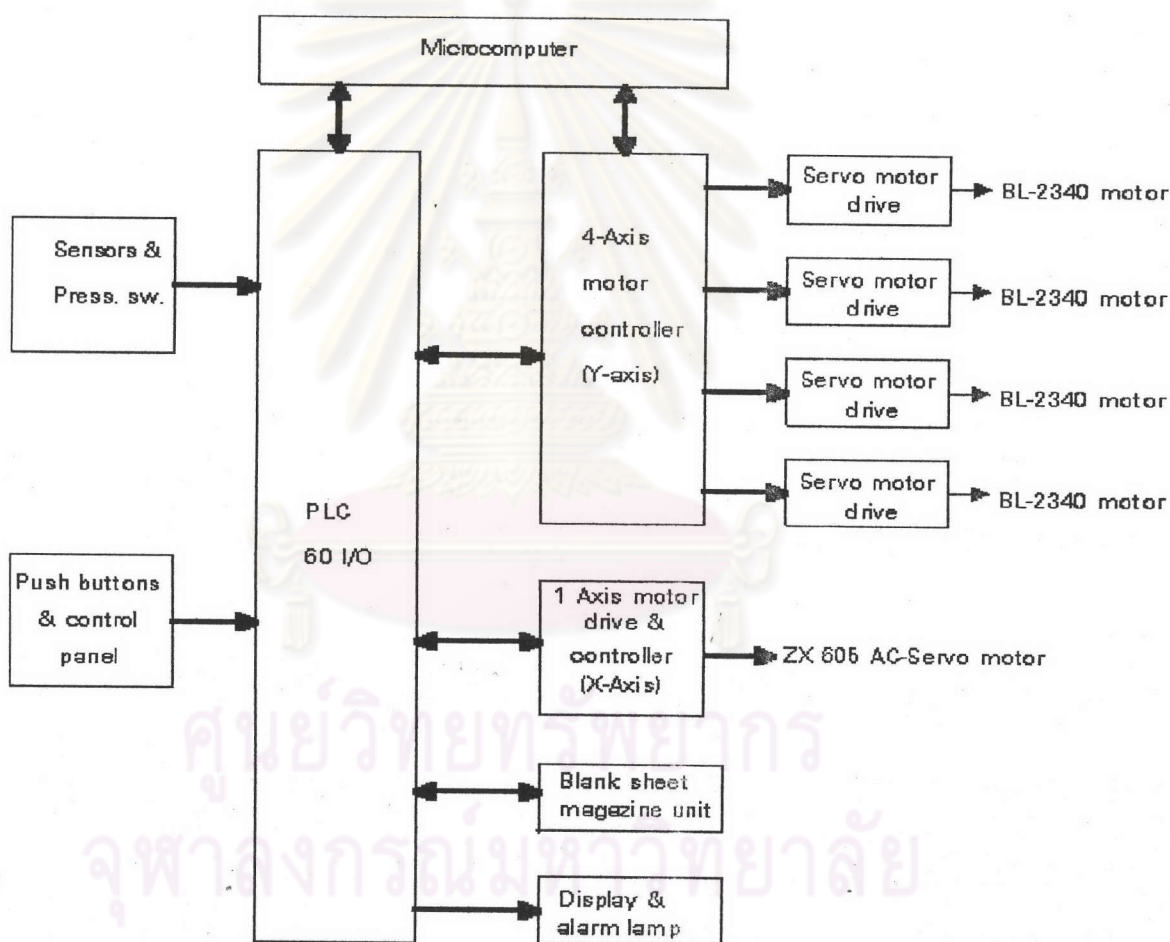 Microcomputer
Sensors &
Press. sw.
Push buttons
& control
panel
PLC
60 I/O
4-Axis
motor
controller
(Y-axis)
Servo motor
drive
BL-2340 motor
Servo motor
drive
BL-2340 motor
Servo motor
drive
BL-2340 motor
Servo motor
drive
BL-2340 motor
1 Axis motor
drive &
controller
(X-Axis)
ZX 605 AC-Servo motor
Blank sheet
magazine unit
Display &
alarm lamp
ศูนย์วิทยทรัพยากร
จุฬาลงกรณ์มหาวิทยาลัย